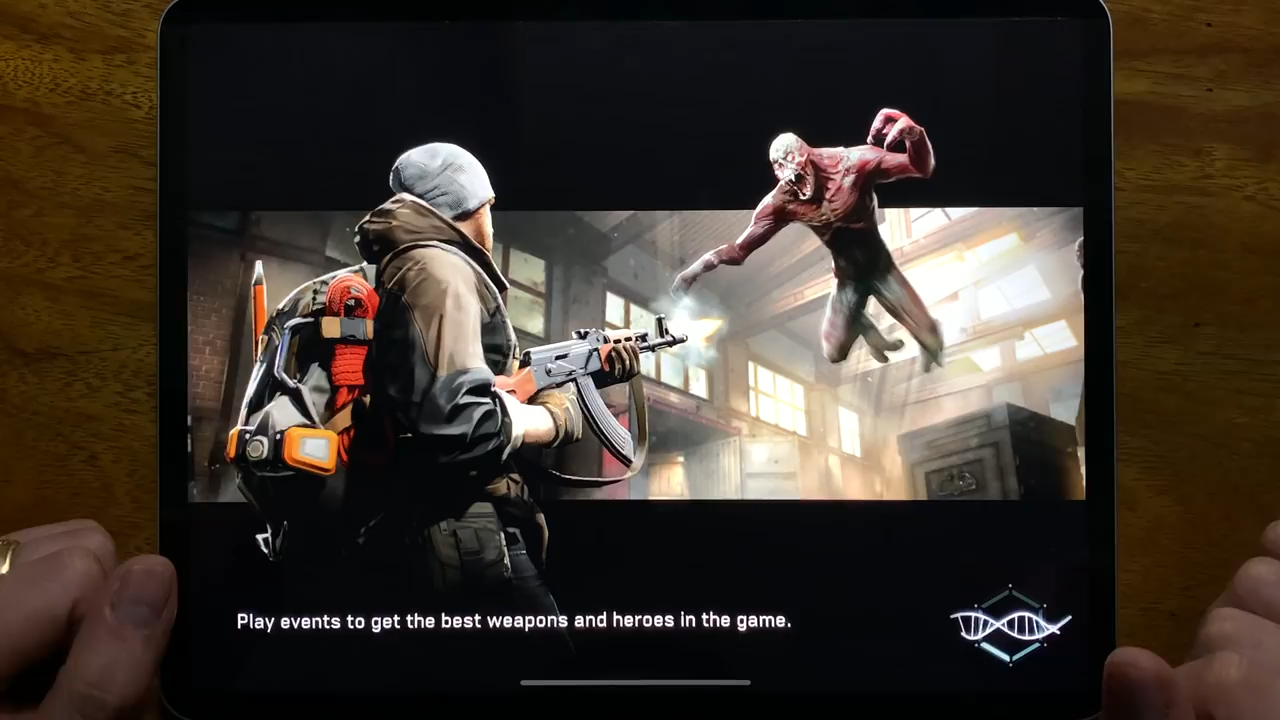 Play events to get the best weapons and heroes in the game.